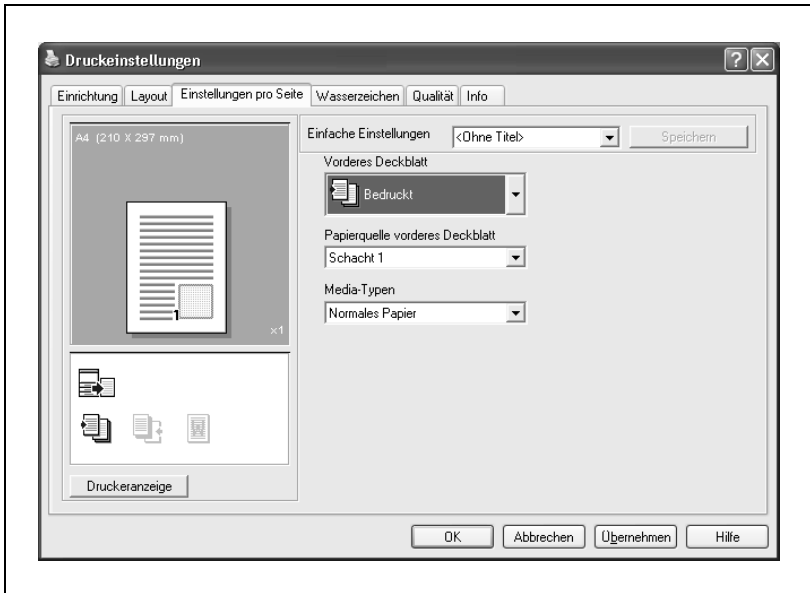 Druckeinstellungen
Einrichtung Layout Einstellungen pro Seite Wasserzeichen Qualität Info
A4 (210 X 297 mm)
1
x1
Druckeranzeige
Einfache Einstellungen <Ohne Titel> Speichern
Vorderes Deckblatt
Bedruckt
Papierquelle vorderes Deckblatt
Schacht 1
Media-Typen
Normales Papier
OK Abbrechen Übernehmen Hilfe